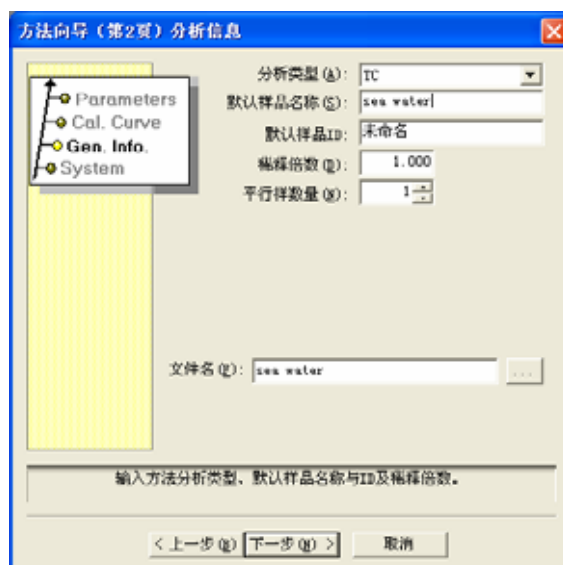 方法向导（第2页）分析信息
Parameters
Cal. Curve
Gen. Info.
System
分析类型(A): TC
默认样品名称(S): sea water
默认样品ID: 未命名
稀释倍数(D): 1.000
平行样数量(N): 1
文件名(F): sea water ...
输入方法分析类型、默认样品名称与ID及稀释倍数。
< 上一步(B) 下一步(N) > 取消